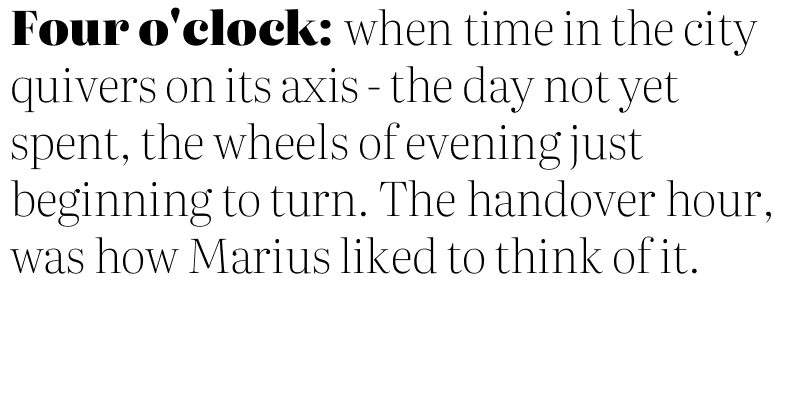 Four o'clock: when time in the city
quivers on its axis - the day not yet
spent, the wheels of evening just
beginning to turn. The handover hour,
was how Marius liked to think of it.